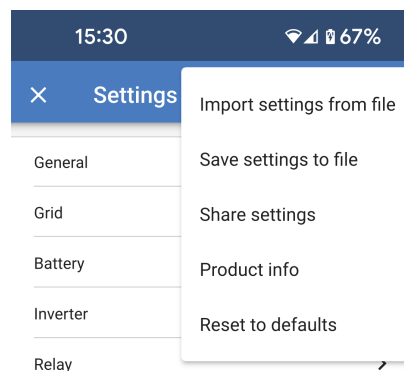 15:30 67%
Settings
Import settings from file
Save settings to file
Share settings
Product info
Reset to defaults
General
Grid
Battery
Inverter
Relay